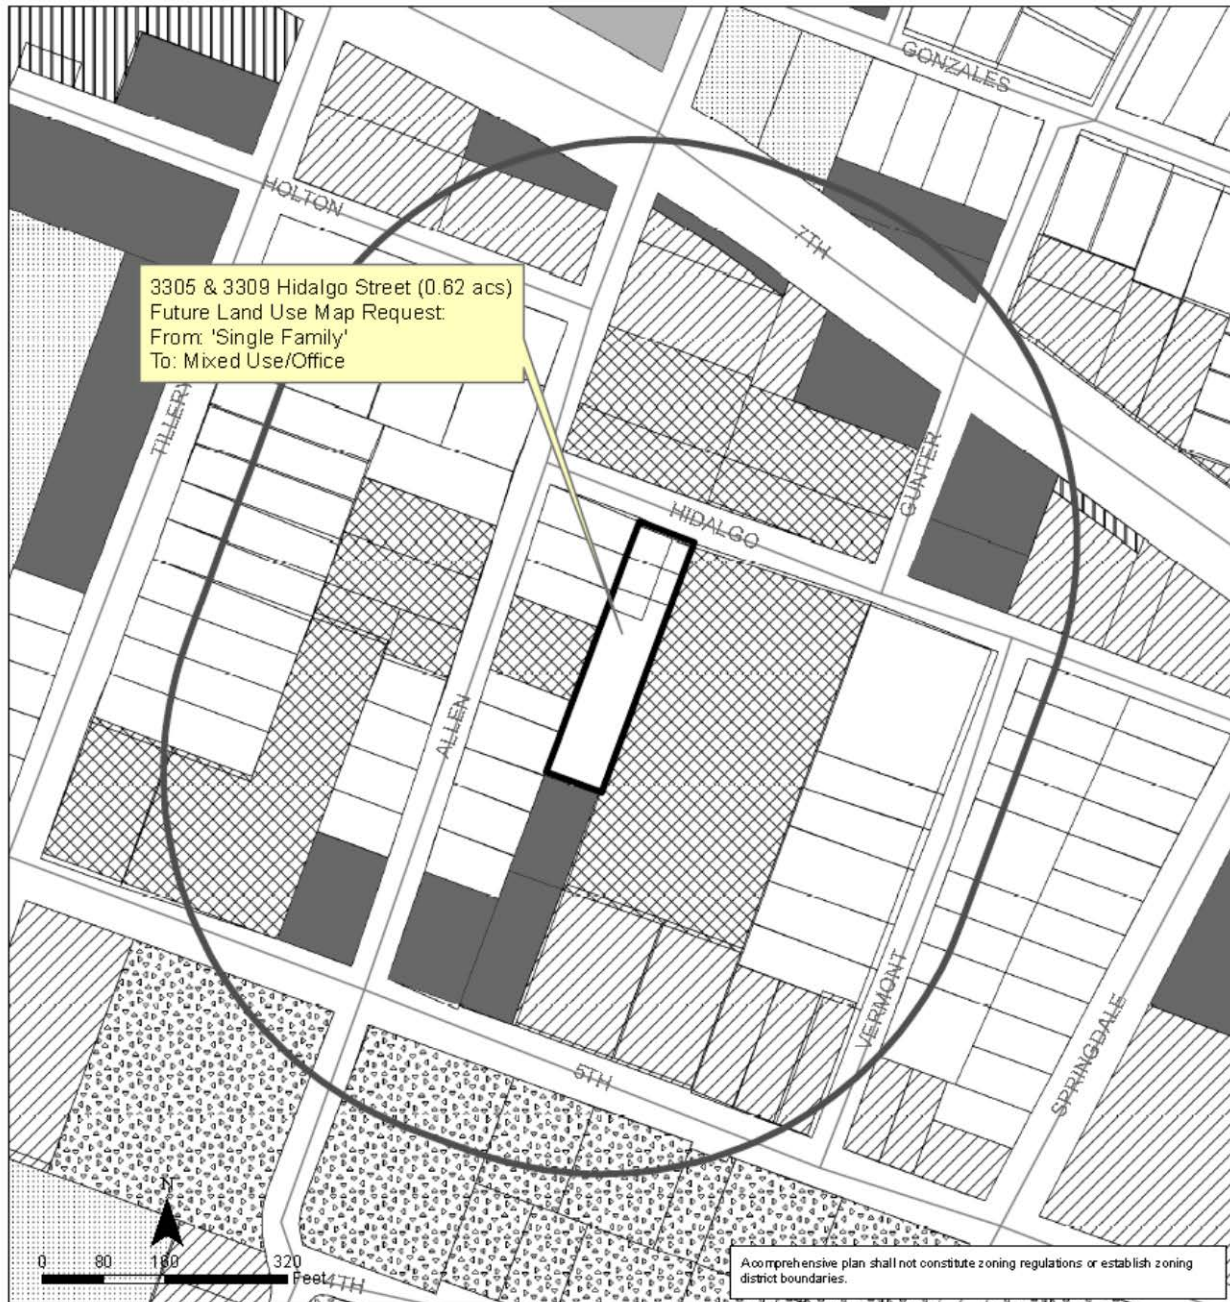 GONZALES
HOLTON
7TH
3305 & 3309 Hidalgo Street (0.62 acs)
Future Land Use Map Request:
From: 'Single Family'
To: Mixed Use/Office
TILLERY
GUNTER
HIDALGO
ALLEN
VERMONT
SPRINGDALE
5TH
N
0 80 160 320
Feet
4TH
A comprehensive plan shall not constitute zoning regulations or establish zoning
district boundaries.